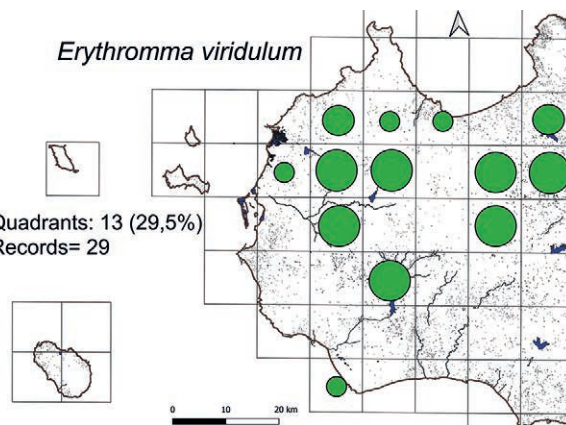 Erythromma viridulum
Quadrants: 13 (29,5%)
Records= 29
0 10 20 km